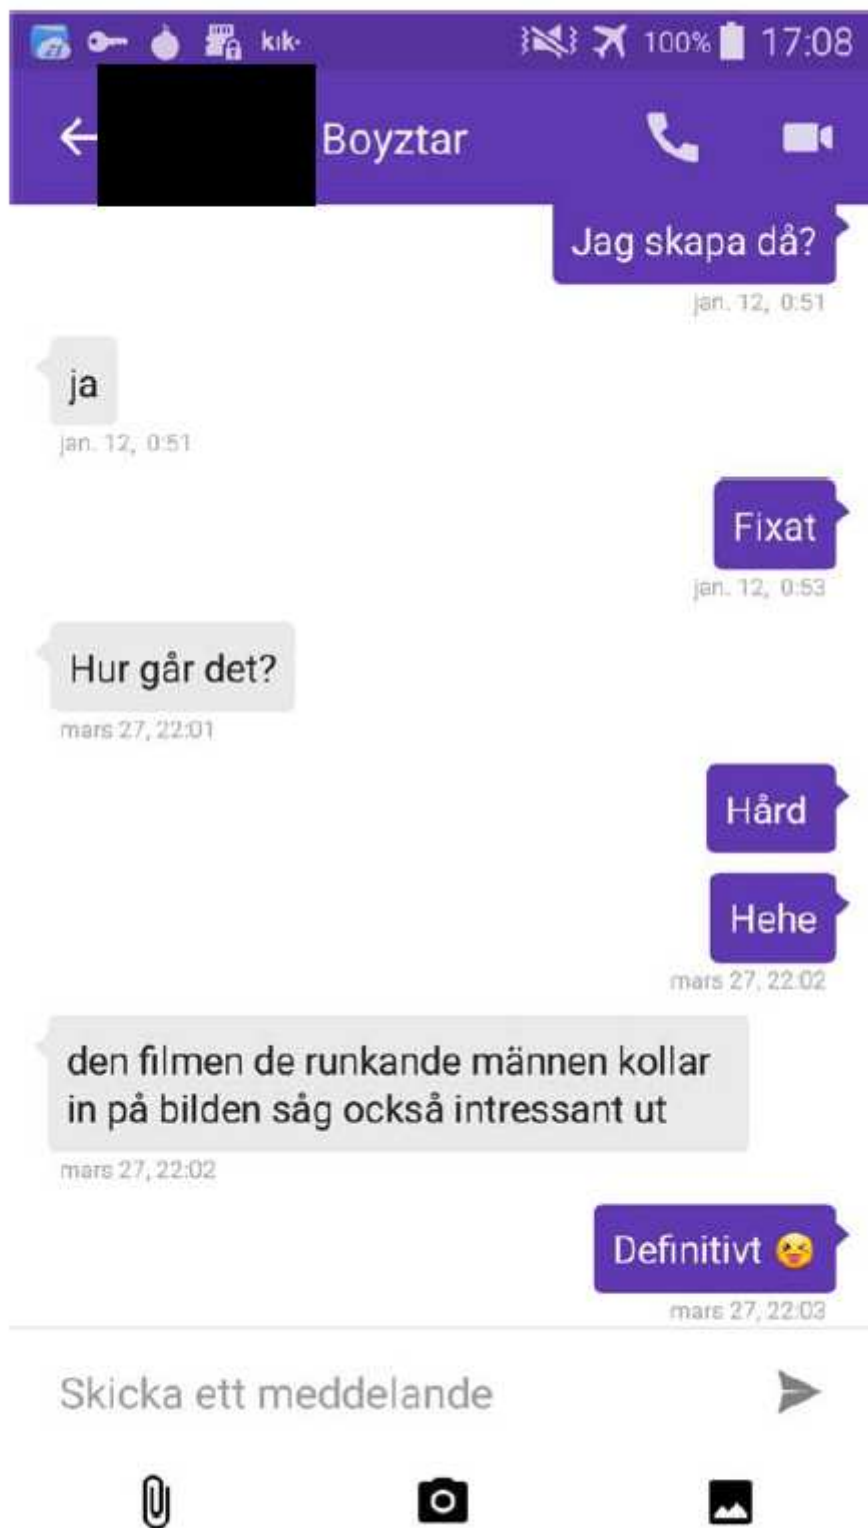 kik·
100%
17:08
Boyztar
Jag skapa då?
jan. 12, 0:51
ja
jan. 12, 0:51
Fixat
jan. 12, 0:53
Hur går det?
mars 27, 22:01
Hård
Hehe
mars 27, 22:02
den filmen de runkande männen kollar
in på bilden såg också intressant ut
mars 27, 22:02
Definitivt 😝
mars 27, 22:03
Skicka ett meddelande